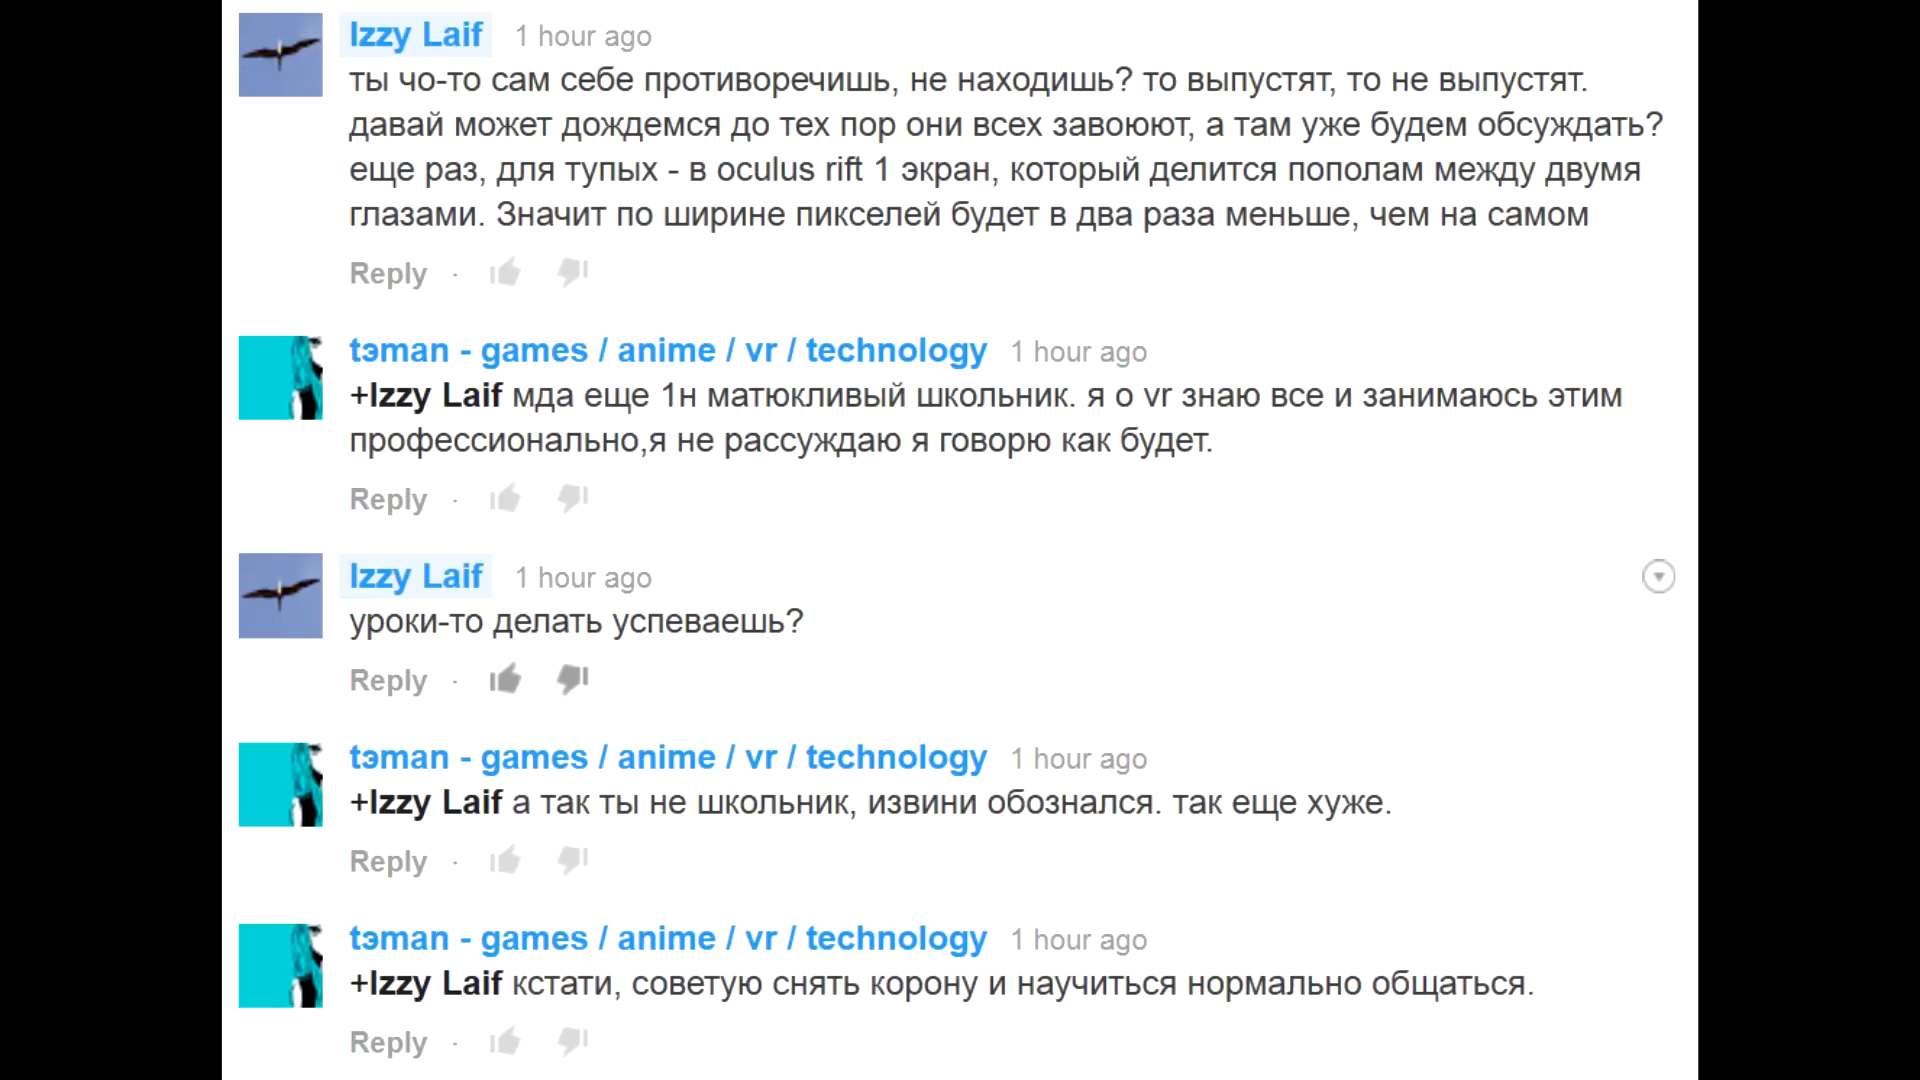 Izzy Laif 1 hour ago
ты чо-то сам себе противоречишь, не находишь? то выпустят, то не выпустят.
давай может дождемся до тех пор они всех завоюют, а там уже будем обсуждать?
еще раз, для тупых - в oculus rift 1 экран, который делится пополам между двумя
глазами. Значит по ширине пикселей будет в два раза меньше, чем на самом
Reply ·
tэman - games / anime / vr / technology 1 hour ago
+Izzy Laif мда еще 1н матюкливый школьник. я о vr знаю все и занимаюсь этим
профессионально,я не рассуждаю я говорю как будет.
Reply ·
Izzy Laif 1 hour ago
уроки-то делать успеваешь?
Reply ·
tэman - games / anime / vr / technology 1 hour ago
+Izzy Laif а так ты не школьник, извини обознался. так еще хуже.
Reply ·
tэman - games / anime / vr / technology 1 hour ago
+Izzy Laif кстати, советую снять корону и научиться нормально общаться.
Reply ·